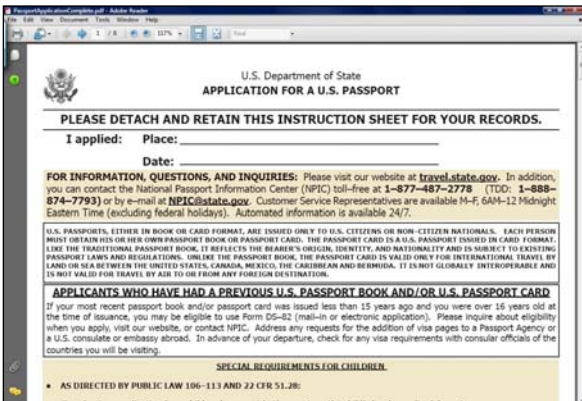 PassportApplicationComplete.pdf - Adobe Reader
File Edit View Document Tools Window Help
1 / 8 117% Find
U.S. Department of State
APPLICATION FOR A U.S. PASSPORT
PLEASE DETACH AND RETAIN THIS INSTRUCTION SHEET FOR YOUR RECORDS.
I applied: Place:
Date:
FOR INFORMATION, QUESTIONS, AND INQUIRIES: Please visit our website at travel.state.gov. In addition,
you can contact the National Passport Information Center (NPIC) toll-free at 1–877–487–2778 (TDD: 1–888–
874–7793) or by e–mail at NPIC@state.gov. Customer Service Representatives are available M–F, 6AM–12 Midnight
Eastern Time (excluding federal holidays). Automated information is available 24/7.
U.S. PASSPORTS, EITHER IN BOOK OR CARD FORMAT, ARE ISSUED ONLY TO U.S. CITIZENS OR NON-CITIZEN NATIONALS. EACH PERSON
MUST OBTAIN HIS OR HER OWN PASSPORT BOOK OR PASSPORT CARD. THE PASSPORT CARD IS A U.S. PASSPORT ISSUED IN CARD FORMAT.
LIKE THE TRADITIONAL PASSPORT BOOK, IT REFLECTS THE BEARER'S ORIGIN, IDENTITY, AND NATIONALITY AND IS SUBJECT TO EXISTING
PASSPORT LAWS AND REGULATIONS. UNLIKE THE PASSPORT BOOK, THE PASSPORT CARD IS VALID ONLY FOR INTERNATIONAL TRAVEL BY
LAND OR SEA BETWEEN THE UNITED STATES, CANADA, MEXICO, THE CARIBBEAN AND BERMUDA. IT IS NOT GLOBALLY INTEROPERABLE AND
IS NOT VALID FOR TRAVEL BY AIR TO OR FROM ANY FOREIGN DESTINATION.
APPLICANTS WHO HAVE HAD A PREVIOUS U.S. PASSPORT BOOK AND/OR U.S. PASSPORT CARD
If your most recent passport book and/or passport card was issued less than 15 years ago and you were over 16 years old at
the time of issuance, you may be eligible to use Form DS–82 (mail–in or electronic application). Please inquire about eligibility
when you apply, visit our website, or contact NPIC. Address any requests for the addition of visa pages to a Passport Agency or
a U.S. consulate or embassy abroad. In advance of your departure, check for any visa requirements with consular officials of the
countries you will be visiting.
SPECIAL REQUIREMENTS FOR CHILDREN
• AS DIRECTED BY PUBLIC LAW 106–113 AND 22 CFR 51.28: